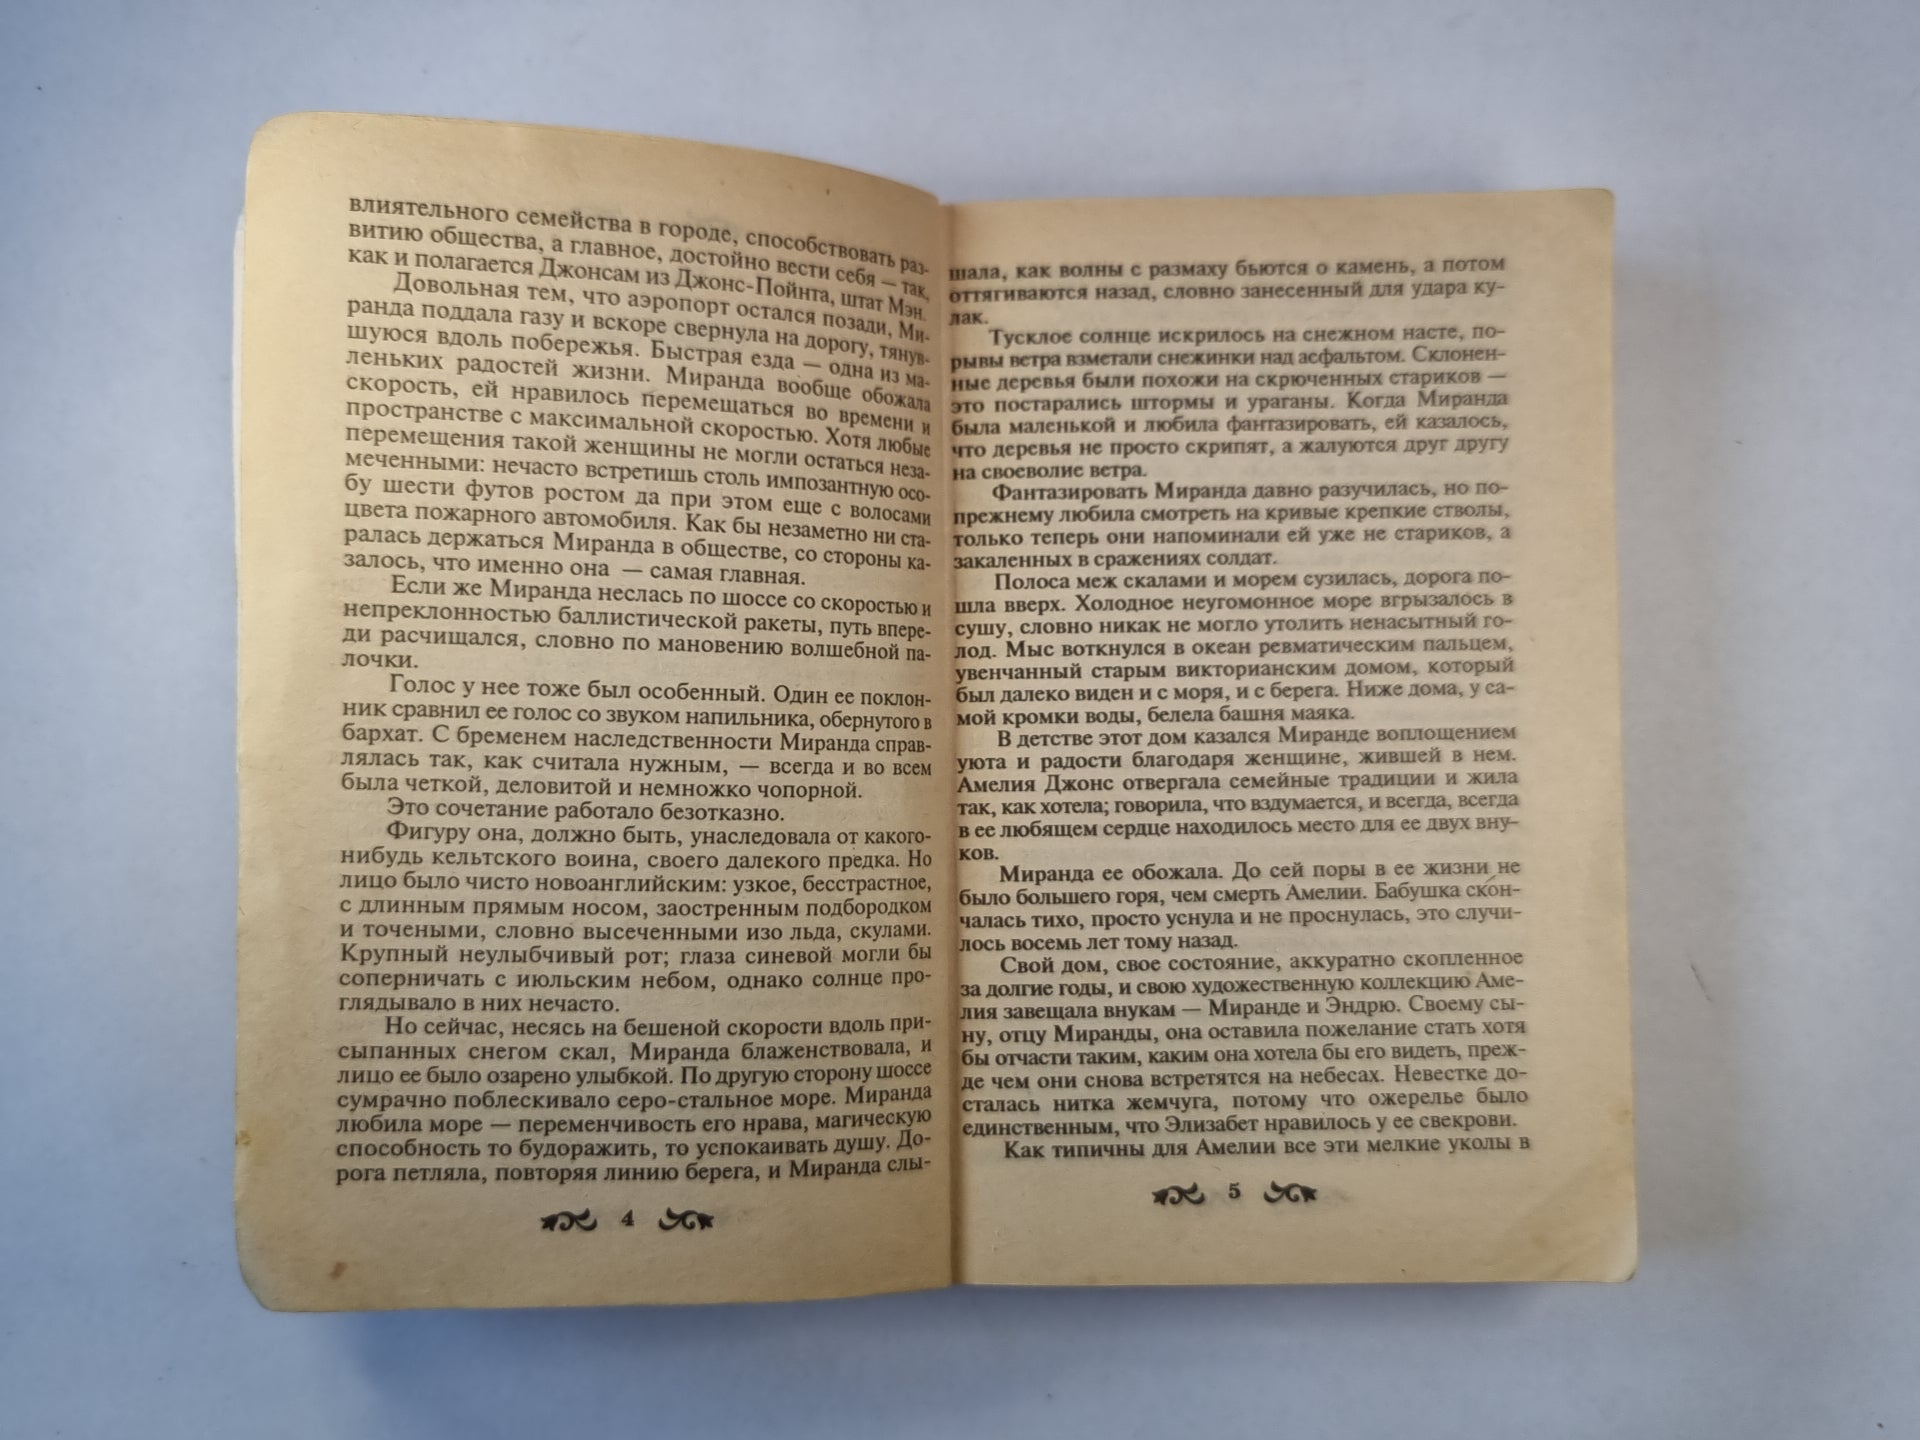 влиятельного семейства в городе, способствовать раз-
витию общества, а главное, достойно вести себя — так,
как и полагается Джонсам из Джонс-Пойнта, штат Мэн.
Довольная тем, что аэропорт остался позади, Ми-
ранда поддала газу и вскоре свернула на дорогу, тянув-
шуюся вдоль побережья. Быстрая езда — одна из ма-
леньких радостей жизни. Миранда вообще обожала
скорость, ей нравилось перемещаться во времени и
пространстве с максимальной скоростью. Хотя любые
перемещения такой женщины не могли остаться неза-
меченными: нечасто встретишь столь импозантную осо-
бу шести футов ростом да при этом еще с волосами
цвета пожарного автомобиля. Как бы незаметно ни ста-
ралась держаться Миранда в обществе, со стороны ка-
залось, что именно она — самая главная.
Если же Миранда неслась по шоссе со скоростью и
непреклонностью баллистической ракеты, путь впере-
ди расчищался, словно по мановению волшебной па-
лочки.
Голос у нее тоже был особенный. Один ее поклон-
ник сравнил ее голос со звуком напильника, обернутого в
бархат. С бременем наследственности Миранда справ-
лялась так, как считала нужным, — всегда и во всем
была четкой, деловитой и немножко чопорной.
Это сочетание работало безотказно.
Фигуру она, должно быть, унаследовала от какого-
нибудь кельтского воина, своего далекого предка. Но
лицо было чисто новоанглийским: узкое, бесстрастное,
с длинным прямым носом, заостренным подбородком
и точеными, словно высеченными изо льда, скулами.
Крупный неулыбчивый рот; глаза синевой могли бы
соперничать с июльским небом, однако солнце про-
глядывало в них нечасто.
Но сейчас, несясь на бешеной скорости вдоль при-
сыпанных снегом скал, Миранда блаженствовала, и
лицо ее было озарено улыбкой. По другую сторону шоссе
сумрачно поблескивало серо-стальное море. Миранда
любила море — переменчивость его нрава, магическую
способность то будоражить, то успокаивать душу. До-
рога петляла, повторяя линию берега, и Миранда слы-
4
шала, как волны с размаху бьются о камень, а потом
оттягиваются назад, словно занесенный для удара ку-
лак.
Тусклое солнце искрилось на снежном насте, по-
рывы ветра взметали снежинки над асфальтом. Склонен-
ные деревья были похожи на скрюченных стариков —
это постарались штормы и ураганы. Когда Миранда
была маленькой и любила фантазировать, ей казалось,
что деревья не просто скрипят, а жалуются друг другу
на своеволие ветра.
Фантазировать Миранда давно разучилась, но по-
прежнему любила смотреть на кривые крепкие стволы,
только теперь они напоминали ей уже не стариков, а
закаленных в сражениях солдат.
Полоса меж скалами и морем сузилась, дорога по-
шла вверх. Холодное неугомонное море вгрызалось в
сушу, словно никак не могло утолить ненасытный го-
лод. Мыс воткнулся в океан ревматическим пальцем,
увенчанный старым викторианским домом, который
был далеко виден и с моря, и с берега. Ниже дома, у са-
мой кромки воды, белела башня маяка.
В детстве этот дом казался Миранде воплощением
уюта и радости благодаря женщине, жившей в нем.
Амелия Джонс отвергала семейные традиции и жила
так, как хотела; говорила, что вздумается, и всегда, всегда
в ее любящем сердце находилось место для ее двух вну-
ков.
Миранда ее обожала. До сей поры в ее жизни не
было большего горя, чем смерть Амелии. Бабушка скон-
чалась тихо, просто уснула и не проснулась, это случи-
лось восемь лет тому назад.
Свой дом, свое состояние, аккуратно скопленное
за долгие годы, и свою художественную коллекцию Аме-
лия завещала внукам — Миранде и Эндрю. Своему сы-
ну, отцу Миранды, она оставила пожелание стать хотя
бы отчасти таким, каким она хотела бы его видеть, преж-
де чем они снова встретятся на небесах. Невестке до-
сталась нитка жемчуга, потому что ожерелье было
единственным, что Элизабет нравилось у ее свекрови.
Как типичны для Амелии все эти мелкие уколы в
5